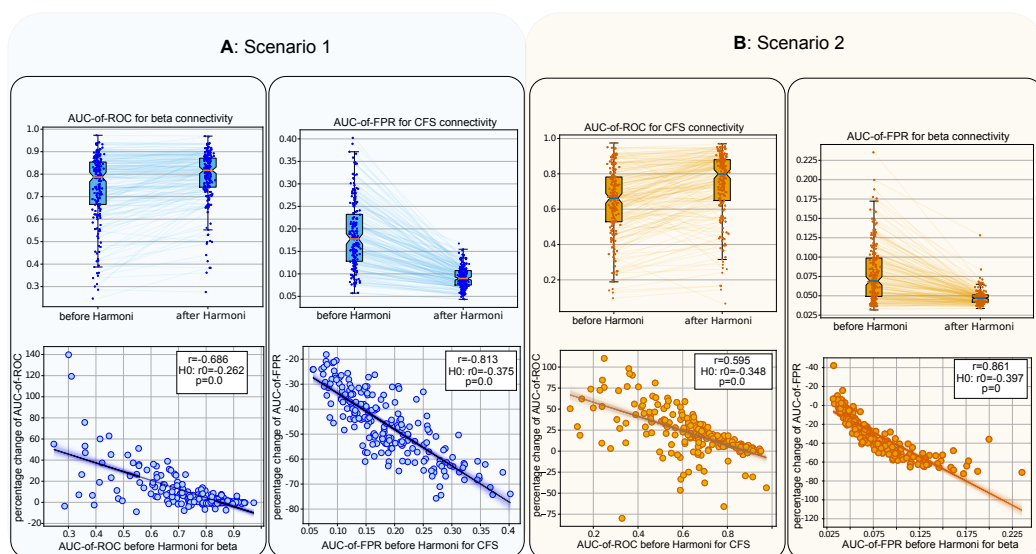 A: Scenario 1
B: Scenario 2
AUC-of-ROC for beta connectivity
1.0
0.9
0.8
0.7
0.6
0.5
0.4
0.3
before Harmoni
after Harmoni
AUC-of-FPR for CFS connectivity
0.40
0.35
0.30
0.25
0.20
0.15
0.10
0.05
before Harmoni
after Harmoni
AUC-of-ROC for CFS connectivity
1.0
0.8
0.6
0.4
0.2
before Harmoni
after Harmoni
AUC-of-FPR for beta connectivity
0.225
0.200
0.175
0.150
0.125
0.100
0.075
0.050
0.025
before Harmoni
after Harmoni
percentage change of AUC-of-ROC
140
120
100
80
60
40
20
0
-20
r=-0.686
H0: r0=-0.262
p=0.0
0.3 0.4 0.5 0.6 0.7 0.8 0.9
AUC-of-ROC before Harmoni for beta
percentage change of AUC-of-FPR
-20
-30
-40
-50
-60
-70
-80
r=-0.813
H0: r0=-0.375
p=0.0
0.05 0.10 0.15 0.20 0.25 0.30 0.35 0.4
AUC-of-FPR before Harmoni for CFS
percentage change of AUC-of-ROC
100
75
50
25
0
-25
50
-75
r=0.595
H0: r0=-0.348
p=0.0
0.2 0.4 0.6 0.8
AUC-of-ROC before Harmoni for CFS
percentage change of AUC-of-FPR
-40
-20
-0
-20
-40
-60
-80
-100
-120
r=0.861
H0: r0=-0.397
p=0
0.025 0.075 0.125 0.175 0.225
AUC-of-FPR before Harmoni for beta